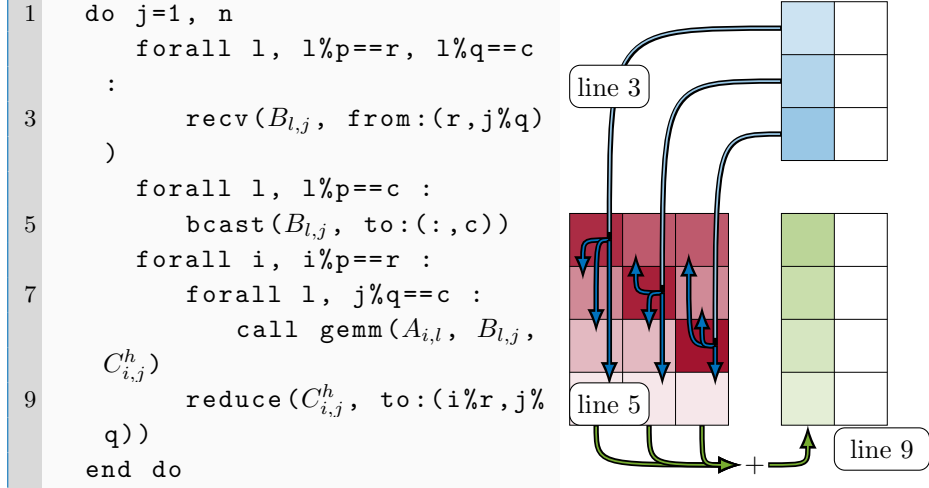 1 do j=1, n
forall l, l%p==r, l%q==c
:
3 recv(B_{l,j}, from:(r,j%q)
)
forall l, l%p==c :
5 bcast(B_{l,j}, to:(:,c))
forall i, i%p==r :
7 forall l, j%q==c :
call gemm(A_{i,l}, B_{l,j},
C^h_{i,j})
9 reduce(C^h_{i,j}, to:(i%r,j%
q))
end do
line 3
line 5
line 9
+